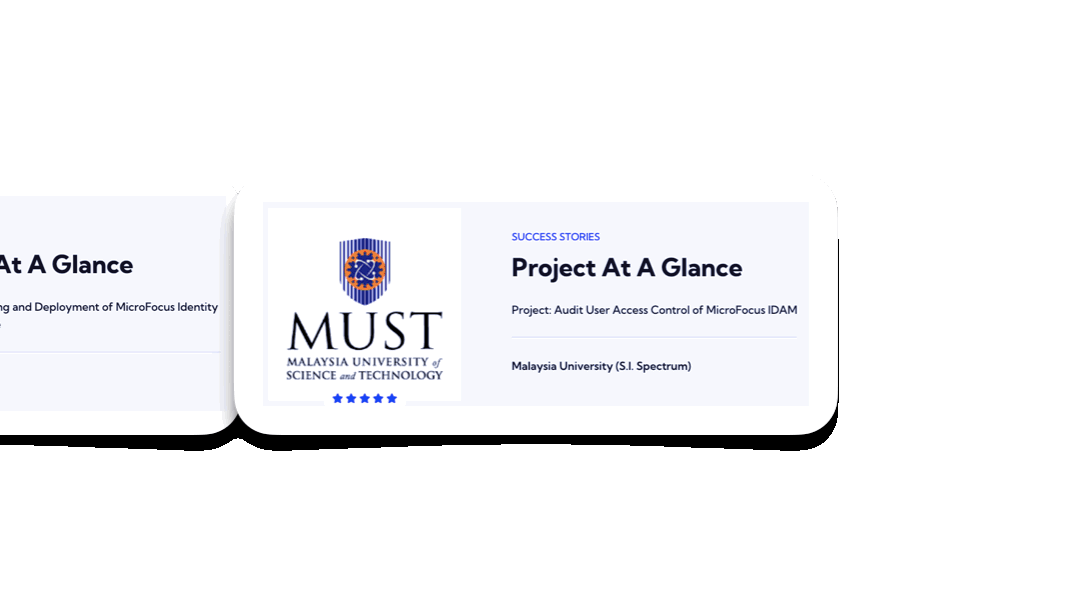 At A Glance
and Deployment of MicroFocus Identity
SUCCESS STORIES
Project At A Glance
Project: Audit User Access Control of MicroFocus IDAM
Malaysia University (S.I. Spectrum)
MUST
MALAYSIA UNIVERSITY of
SCIENCE and TECHNOLOGY